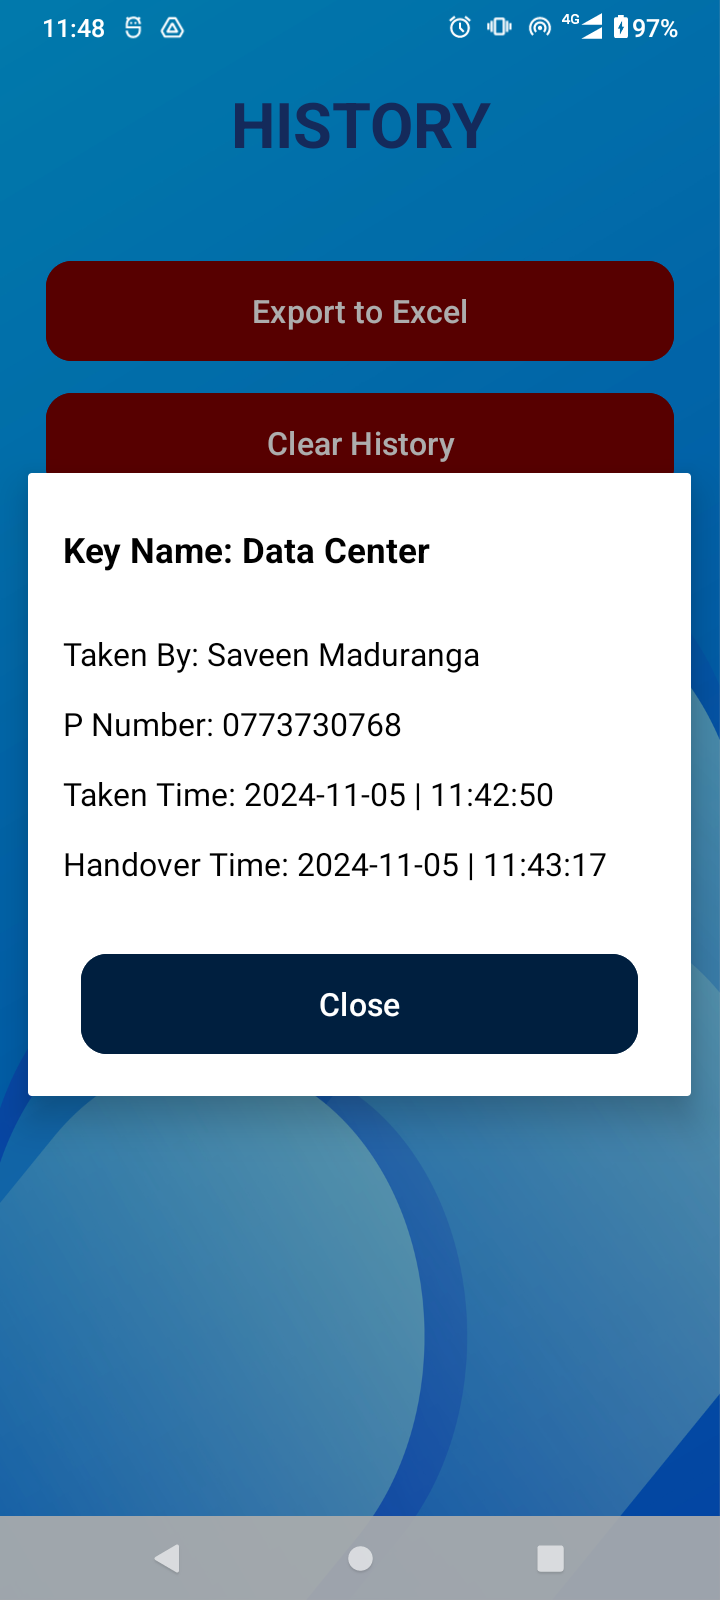 11:48
4G 97%
HISTORY
Export to Excel
Clear History
Key Name: Data Center
Taken By: Saveen Maduranga
P Number: 0773730768
Taken Time: 2024-11-05 | 11:42:50
Handover Time: 2024-11-05 | 11:43:17
Close